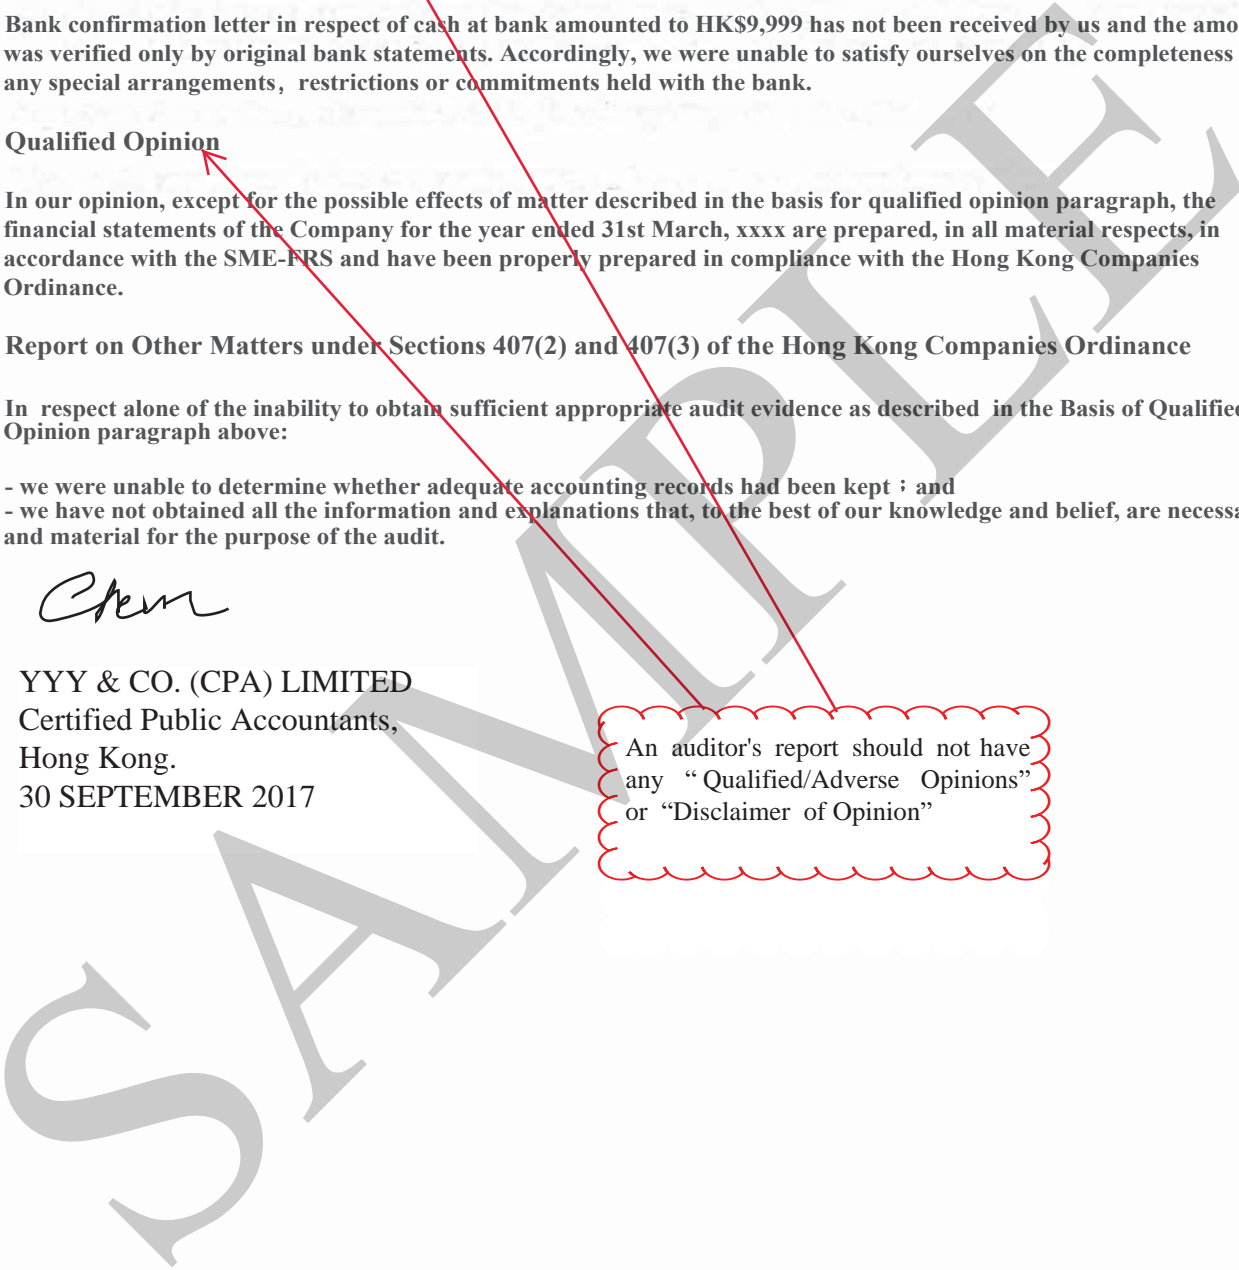 Bank confirmation letter in respect of cash at bank amounted to HK$9,999 has not been received by us and the amo
was verified only by original bank statements. Accordingly, we were unable to satisfy ourselves on the completeness
any special arrangements, restrictions or commitments held with the bank.
Qualified Opinion
In our opinion, except for the possible effects of matter described in the basis for qualified opinion paragraph, the
financial statements of the Company for the year ended 31st March, xxxx are prepared, in all material respects, in
accordance with the SME-FRS and have been properly prepared in compliance with the Hong Kong Companies
Ordinance.
Report on Other Matters under Sections 407(2) and 407(3) of the Hong Kong Companies Ordinance
In respect alone of the inability to obtain sufficient appropriate audit evidence as described in the Basis of Qualified
Opinion paragraph above:
- we were unable to determine whether adequate accounting records had been kept ; and
- we have not obtained all the information and explanations that, to the best of our knowledge and belief, are necessa
and material for the purpose of the audit.
YYY & CO. (CPA) LIMITED
Certified Public Accountants,
Hong Kong.
30 SEPTEMBER 2017
An auditor's report should not have
any “ Qualified/Adverse Opinions”
or “Disclaimer of Opinion”
SAMPLE